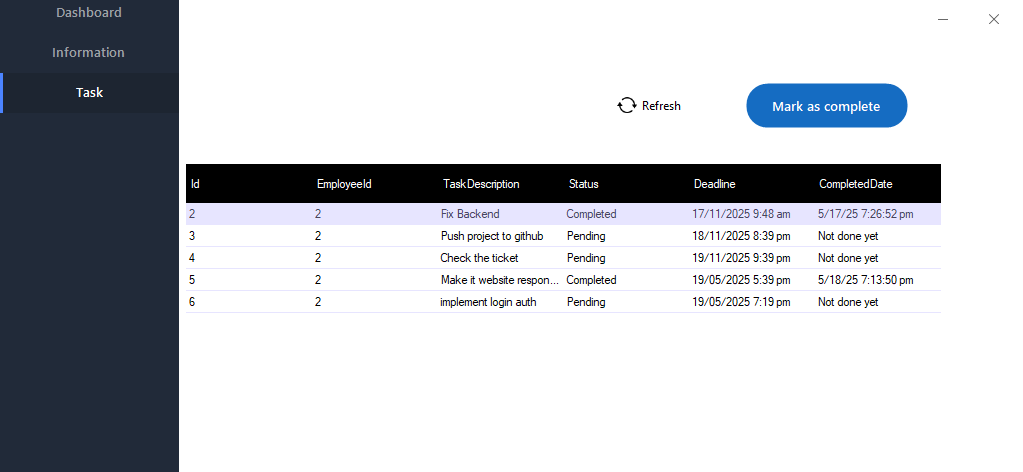 Dashboard
Information
Task
Refresh
Mark as complete
Id EmployeeId TaskDescription Status Deadline CompletedDate
2 2 Fix Backend Completed 17/11/2025 9:48 am 5/17/25 7:26:52 pm
3 2 Push project to github Pending 18/11/2025 8:39 pm Not done yet
4 2 Check the ticket Pending 19/11/2025 9:39 pm Not done yet
5 2 Make it website respon... Completed 19/05/2025 5:39 pm 5/18/25 7:13:50 pm
6 2 implement login auth Pending 19/05/2025 7:19 pm Not done yet